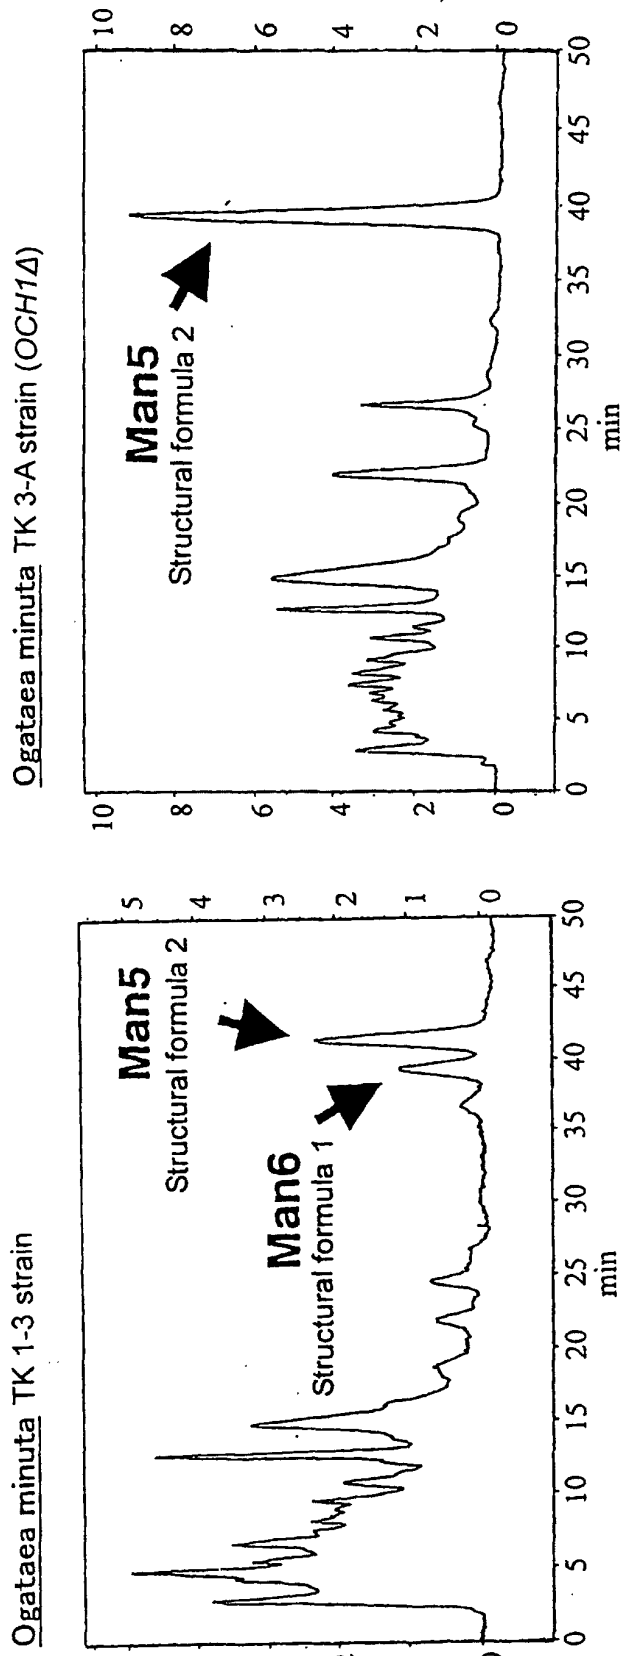 Ogataea minuta TK 1-3 strain
Man5
Structural formula 2
Man6
Structural formula 1
5
4
3
2
1
0
0 5 10 15 20 25 30 35 40 45 50
min
Ogataea minuta TK 3-A strain (OCH1Δ)
Man5
Structural formula 2
10
8
6
4
2
0
10
8
6
4
2
0
0 5 10 15 20 25 30 35 40 45 50
min